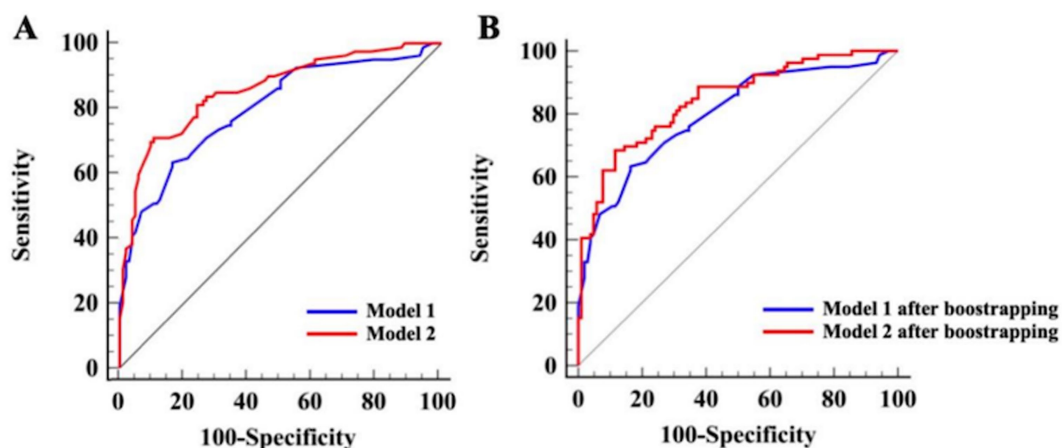 A
B
100
80
60
40
20
0
Sensitivity
Model 1
Model 2
0 20 40 60 80 100
100-Specificity
100
80
60
40
20
0
Sensitivity
Model 1 after boostrapping
Model 2 after boostrapping
0 20 40 60 80 100
100-Specificity